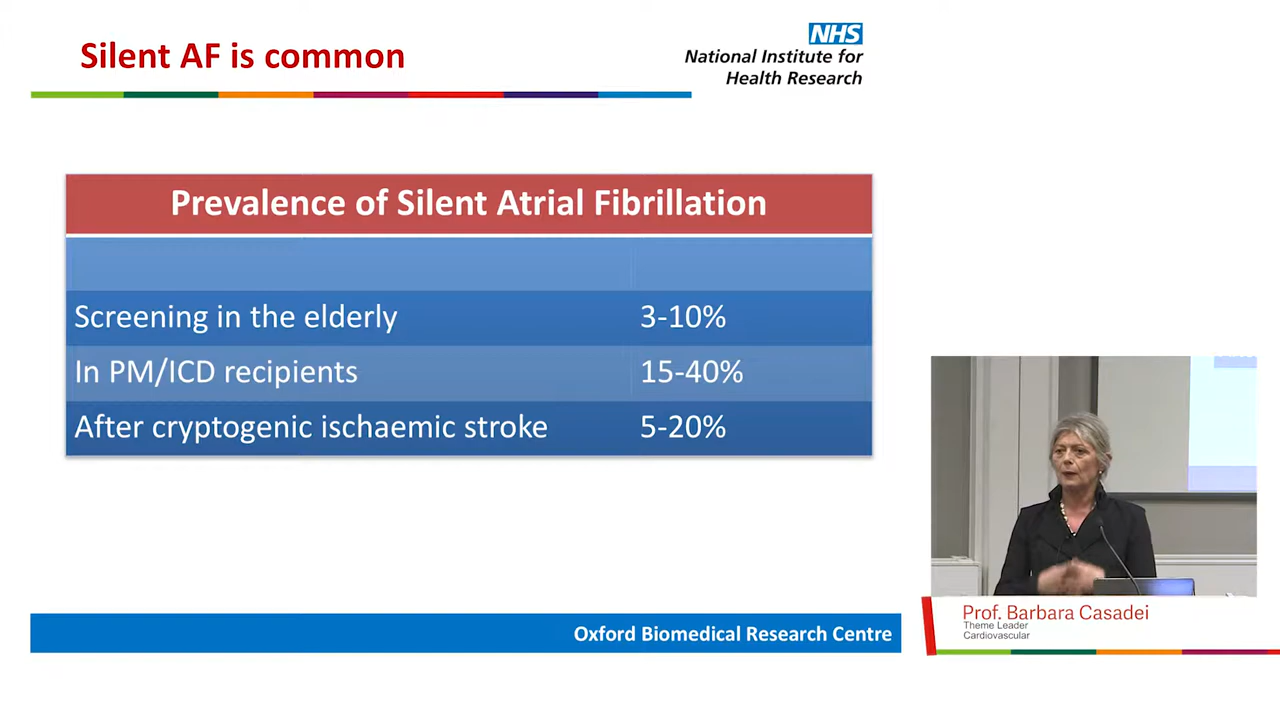 Silent AF is common
NHS
National Institute for
Health Research
Prevalence of Silent Atrial Fibrillation
Screening in the elderly 3-10%
In PM/ICD recipients 15-40%
After cryptogenic ischaemic stroke 5-20%
Oxford Biomedical Research Centre
Prof. Barbara Casadei
Theme Leader
Cardiovascular